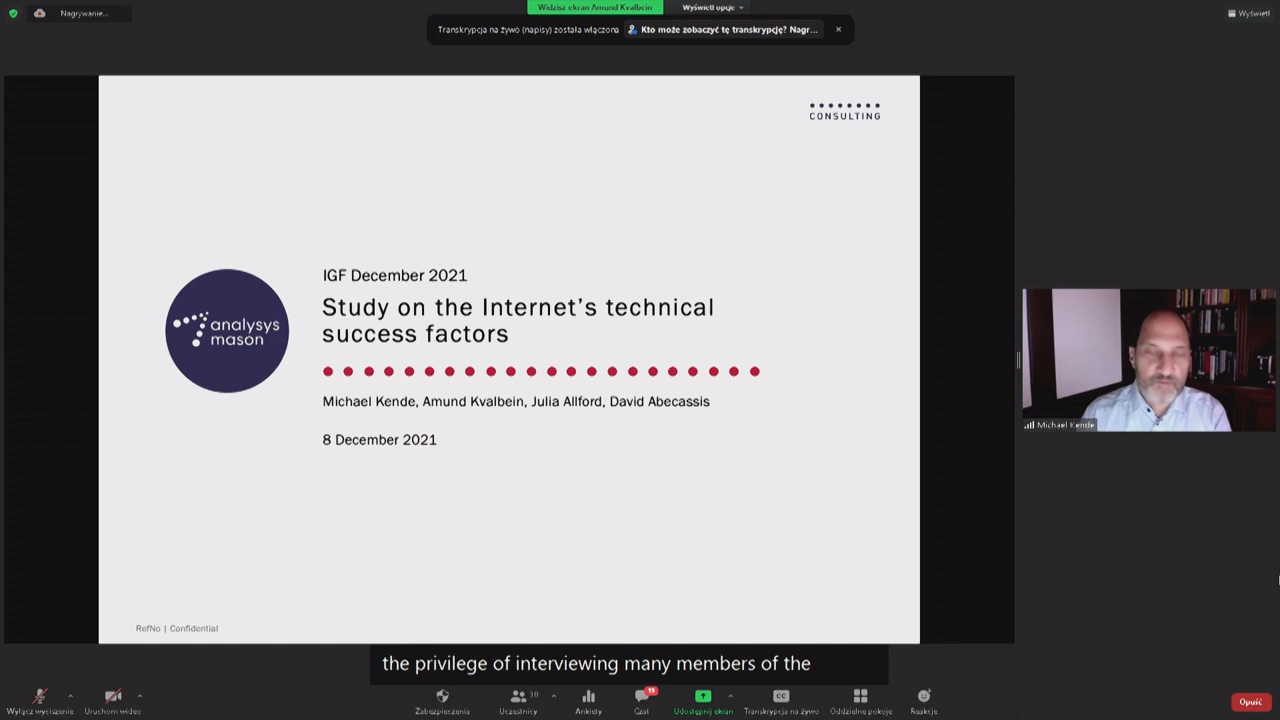 Nagrywanie...
Widzisz ekran Amund Kvalbein
Wyświetl opcje
Wyświetl
Transkrypcja na żywo (napisy) została włączona
Kto może zobaczyć tę transkrypcję? Nagr...
CONSULTING
analysys
mason
IGF December 2021
Study on the Internet's technical
success factors
Michael Kende, Amund Kvalbein, Julia Allford, David Abecassis
8 December 2021
RefNo | Confidential
Michael Kende
the privilege of interviewing many members of the
Wyłącz wyciszenie
Uruchom wideo
Zabezpieczenia
Uczestnicy
Ankiety
Czat
19
Udostępnij ekran
CC
Transkrypcja na żywo
Oddzielne pokoje
Reakcje
Opuść